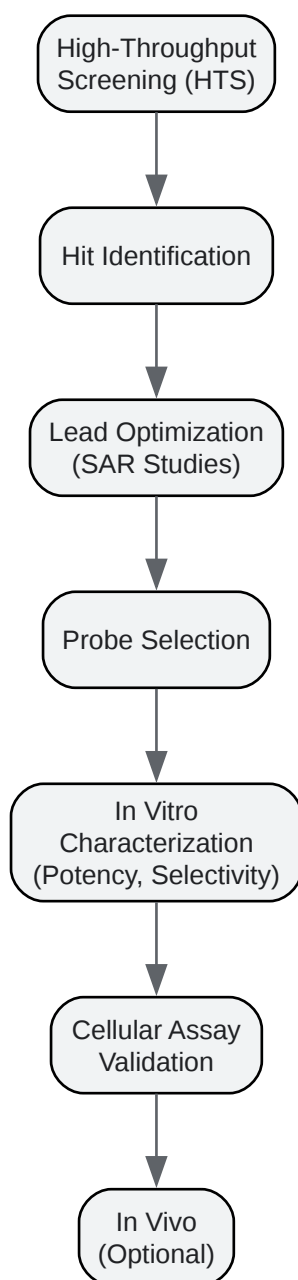 High-Throughput
Screening (HTS)
Hit Identification
Lead Optimization
(SAR Studies)
Probe Selection
In Vitro
Characterization
(Potency, Selectivity)
Cellular Assay
Validation
In Vivo
(Optional)